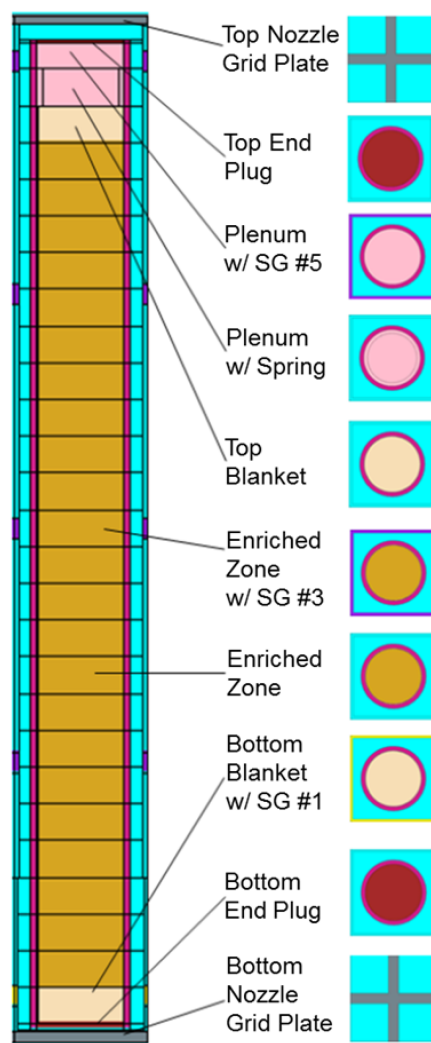 Top Nozzle
Grid Plate
Top End
Plug
Plenum
w/ SG #5
Plenum
w/ Spring
Top
Blanket
Enriched
Zone
w/ SG #3
Enriched
Zone
Bottom
Blanket
w/ SG #1
Bottom
End Plug
Bottom
Nozzle
Grid Plate